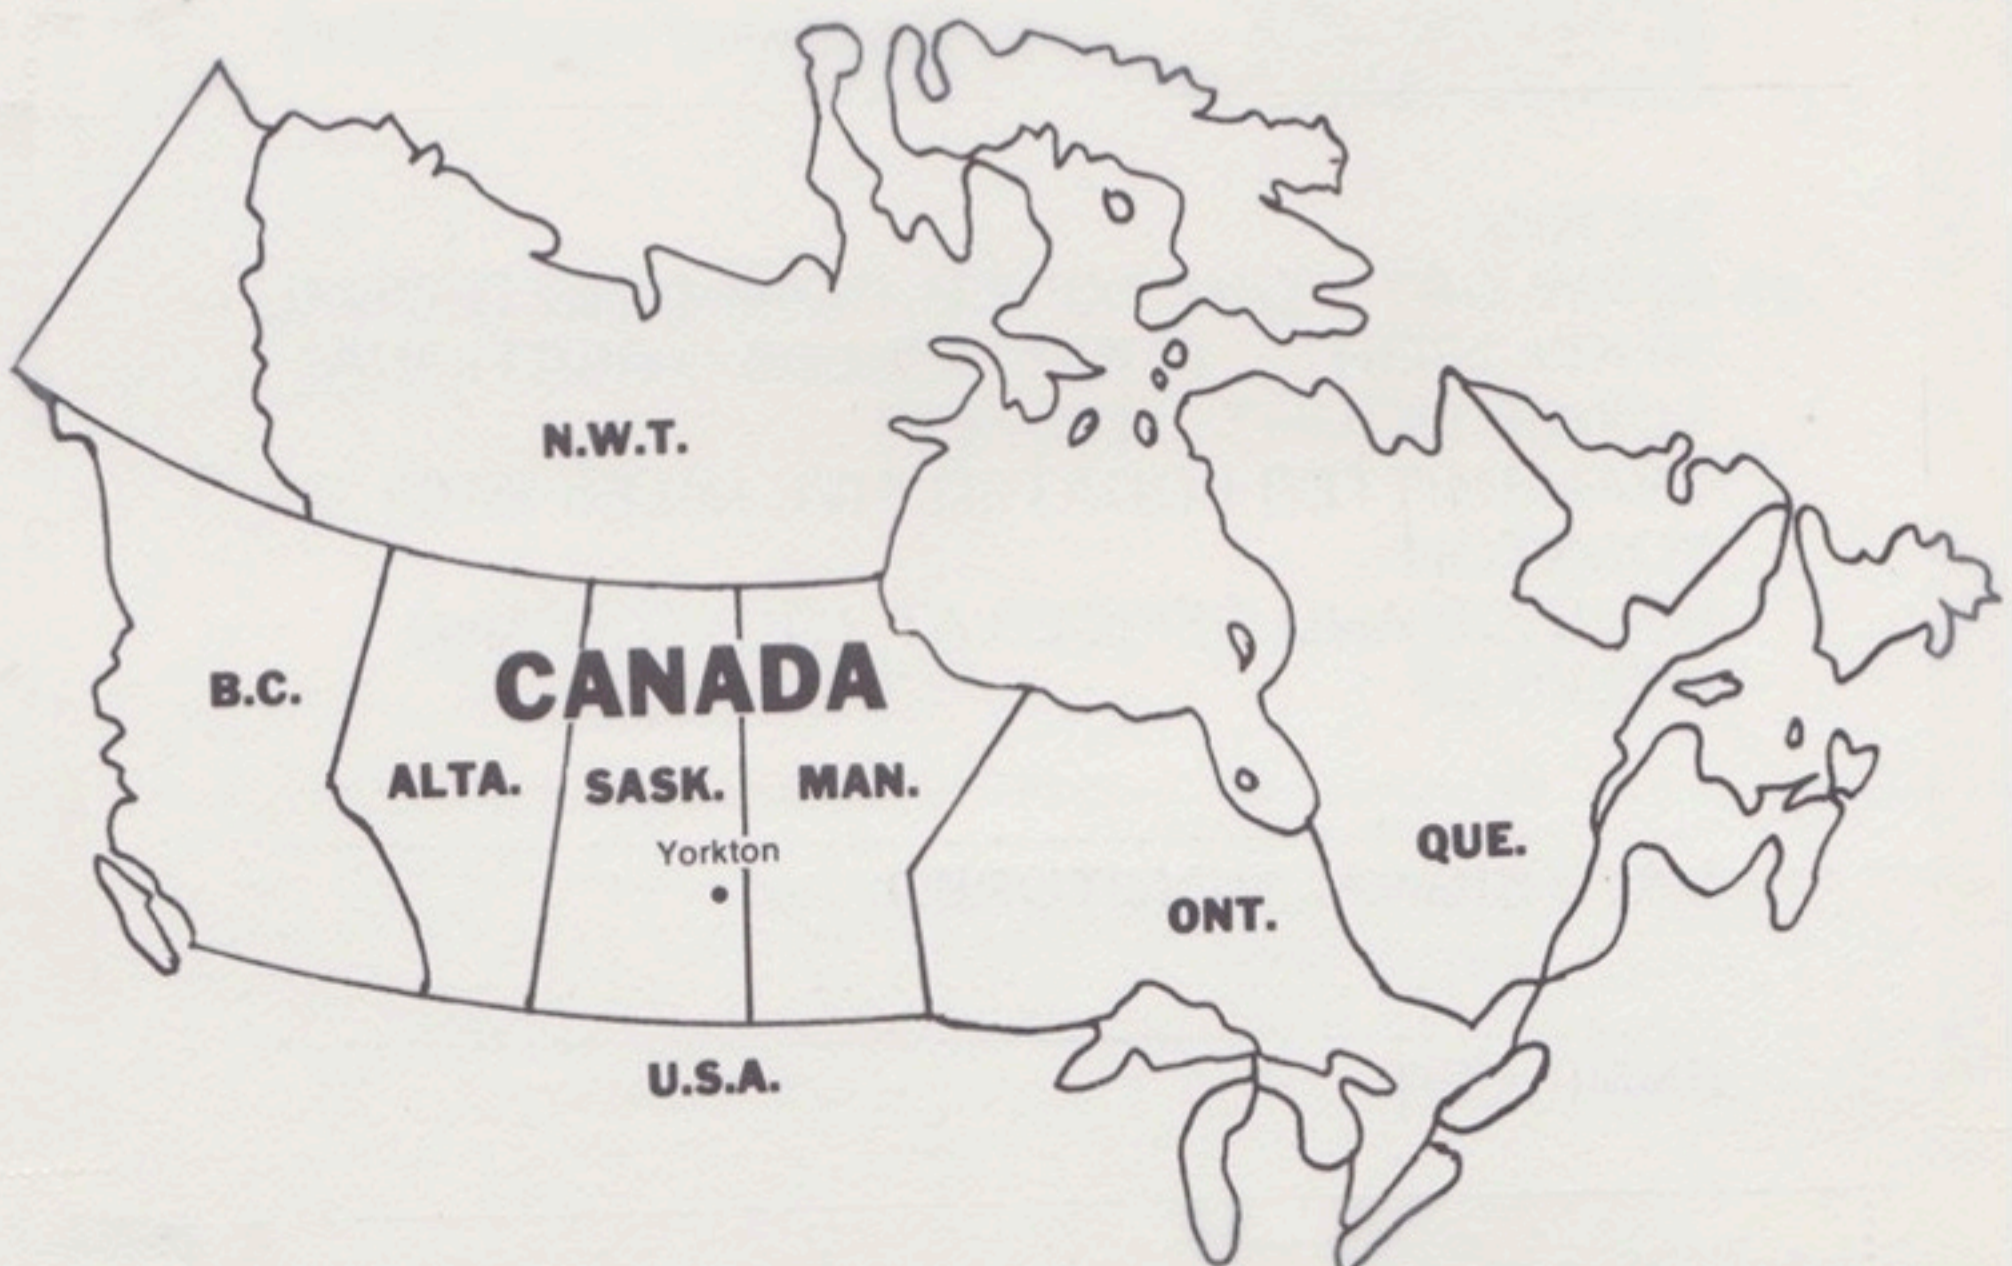 N.W.T.
CANADA
B.C.
ALTA.
SASK.
MAN.
Yorkton
QUE.
ONT.
U.S.A.